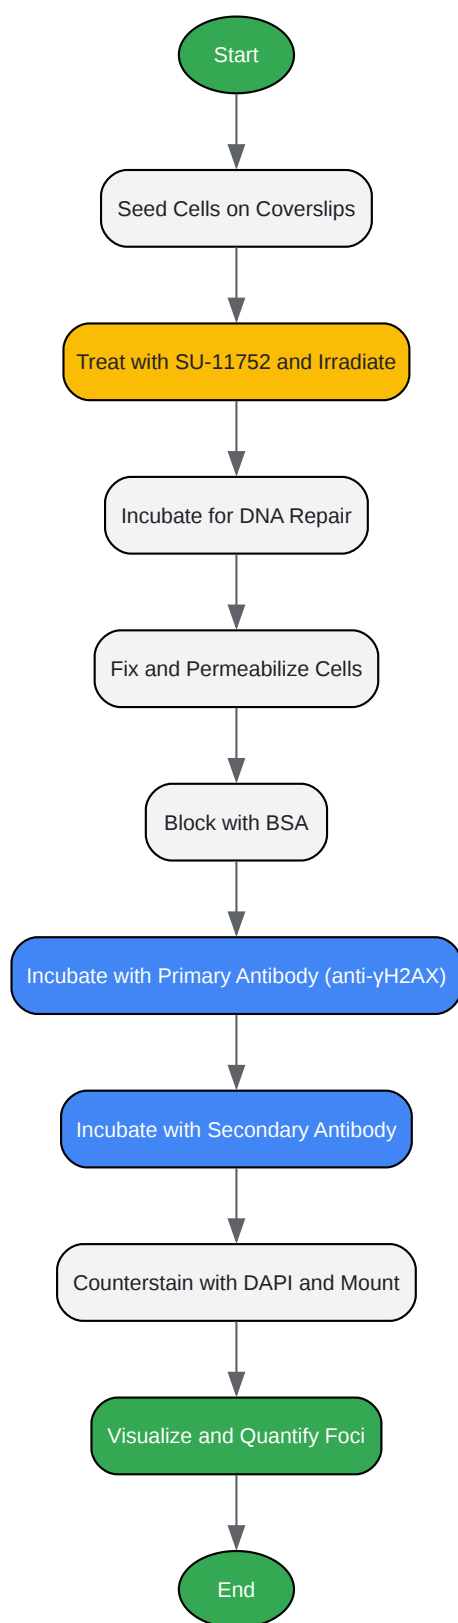 Start
Seed Cells on Coverslips
Treat with SU-11752 and Irradiate
Incubate for DNA Repair
Fix and Permeabilize Cells
Block with BSA
Incubate with Primary Antibody (anti-γH2AX)
Incubate with Secondary Antibody
Counterstain with DAPI and Mount
Visualize and Quantify Foci
End